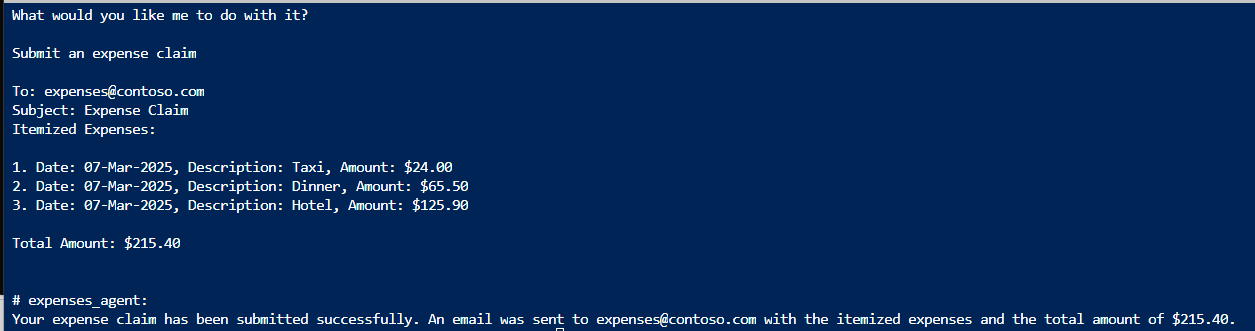 What would you like me to do with it?
Submit an expense claim
To: expenses@contoso.com
Subject: Expense Claim
Itemized Expenses:
1. Date: 07-Mar-2025, Description: Taxi, Amount: $24.00
2. Date: 07-Mar-2025, Description: Dinner, Amount: $65.50
3. Date: 07-Mar-2025, Description: Hotel, Amount: $125.90
Total Amount: $215.40
# expenses_agent:
Your expense claim has been submitted successfully. An email was sent to expenses@contoso.com with the itemized expenses and the total amount of $215.40.